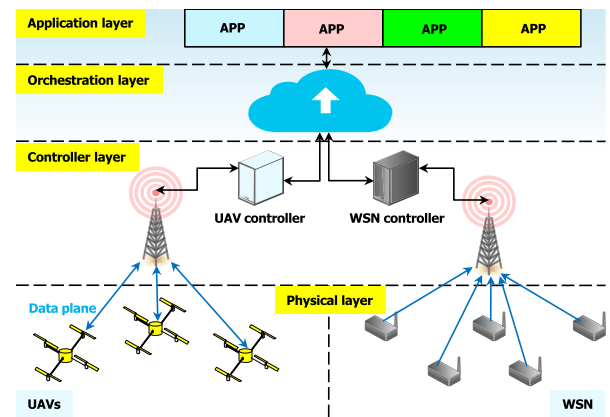 Application layer
APP
APP
APP
APP
Orchestration layer
Controller layer
UAV controller
WSN controller
Physical layer
Data plane
UAVs
WSN